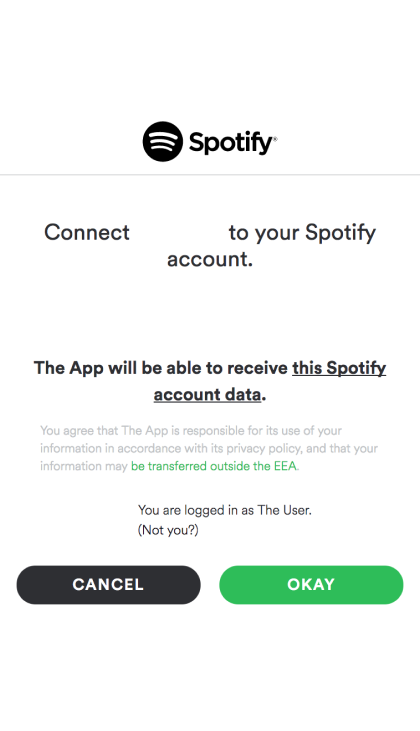 Spotify®
Connect to your Spotify
account.
The App will be able to receive this Spotify
account data.
You agree that The App is responsible for its use of your
information in accordance with its privacy policy, and that your
information may be transferred outside the EEA.
You are logged in as The User.
(Not you?)
CANCEL OKAY